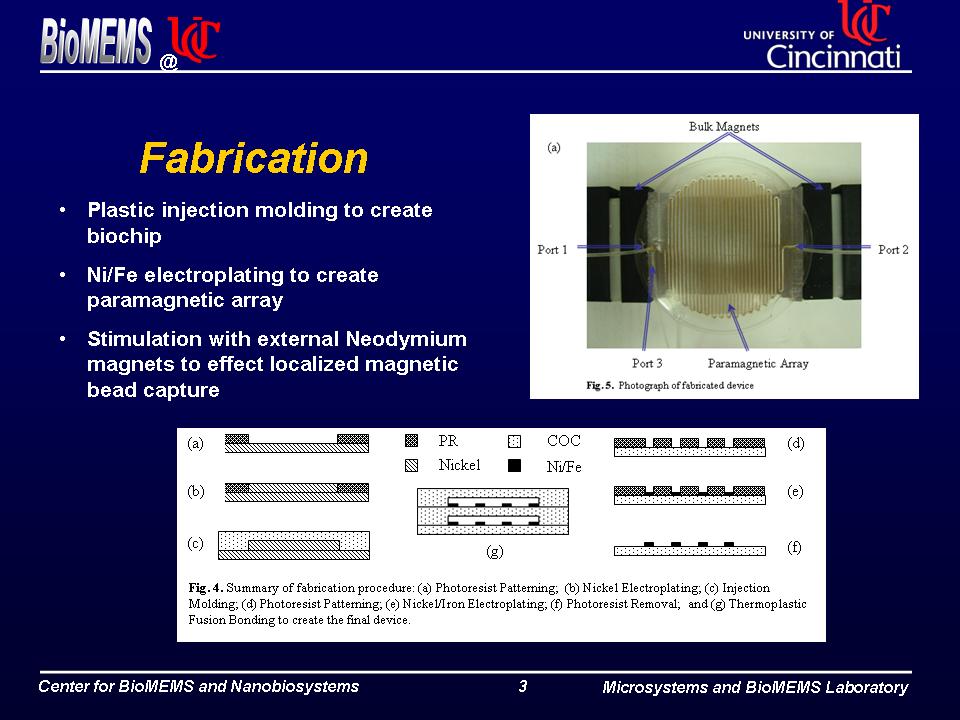 BioMEMS @ UC
UNIVERSITY OF
Cincinnati
Fabrication
• Plastic injection molding to create
biochip
• Ni/Fe electroplating to create
paramagnetic array
• Stimulation with external Neodymium
magnets to effect localized magnetic
bead capture
Bulk Magnets
(a)
Port 1
Port 2
Port 3
Paramagnetic Array
Fig. 5. Photograph of fabricated device
(a)
PR
COC
(d)
Nickel
Ni/Fe
(b)
(e)
(c)
(g)
(f)
Fig. 4. Summary of fabrication procedure: (a) Photoresist Patterning; (b) Nickel Electroplating; (c) Injection
Molding; (d) Photoresist Patterning; (e) Nickel/Iron Electroplating; (f) Photoresist Removal; and (g) Thermoplastic
Fusion Bonding to create the final device.
Center for BioMEMS and Nanobiosystems
3
Microsystems and BioMEMS Laboratory